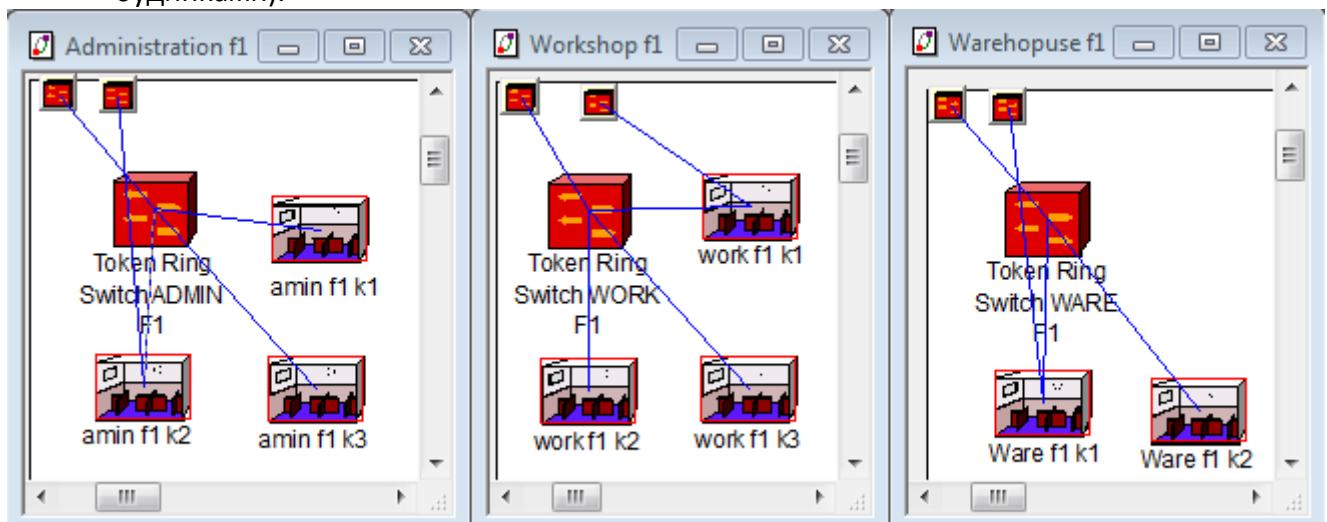 будинками).
Administration f1
Workshop f1
Warehopuse f1
Token Ring
Switch ADMIN
F1
amin f1 k1
amin f1 k2
amin f1 k3
Token Ring
Switch WORK
F1
work f1 k1
work f1 k2
work f1 k3
Token Ring
Switch WARE
F1
Ware f1 k1
Ware f1 k2